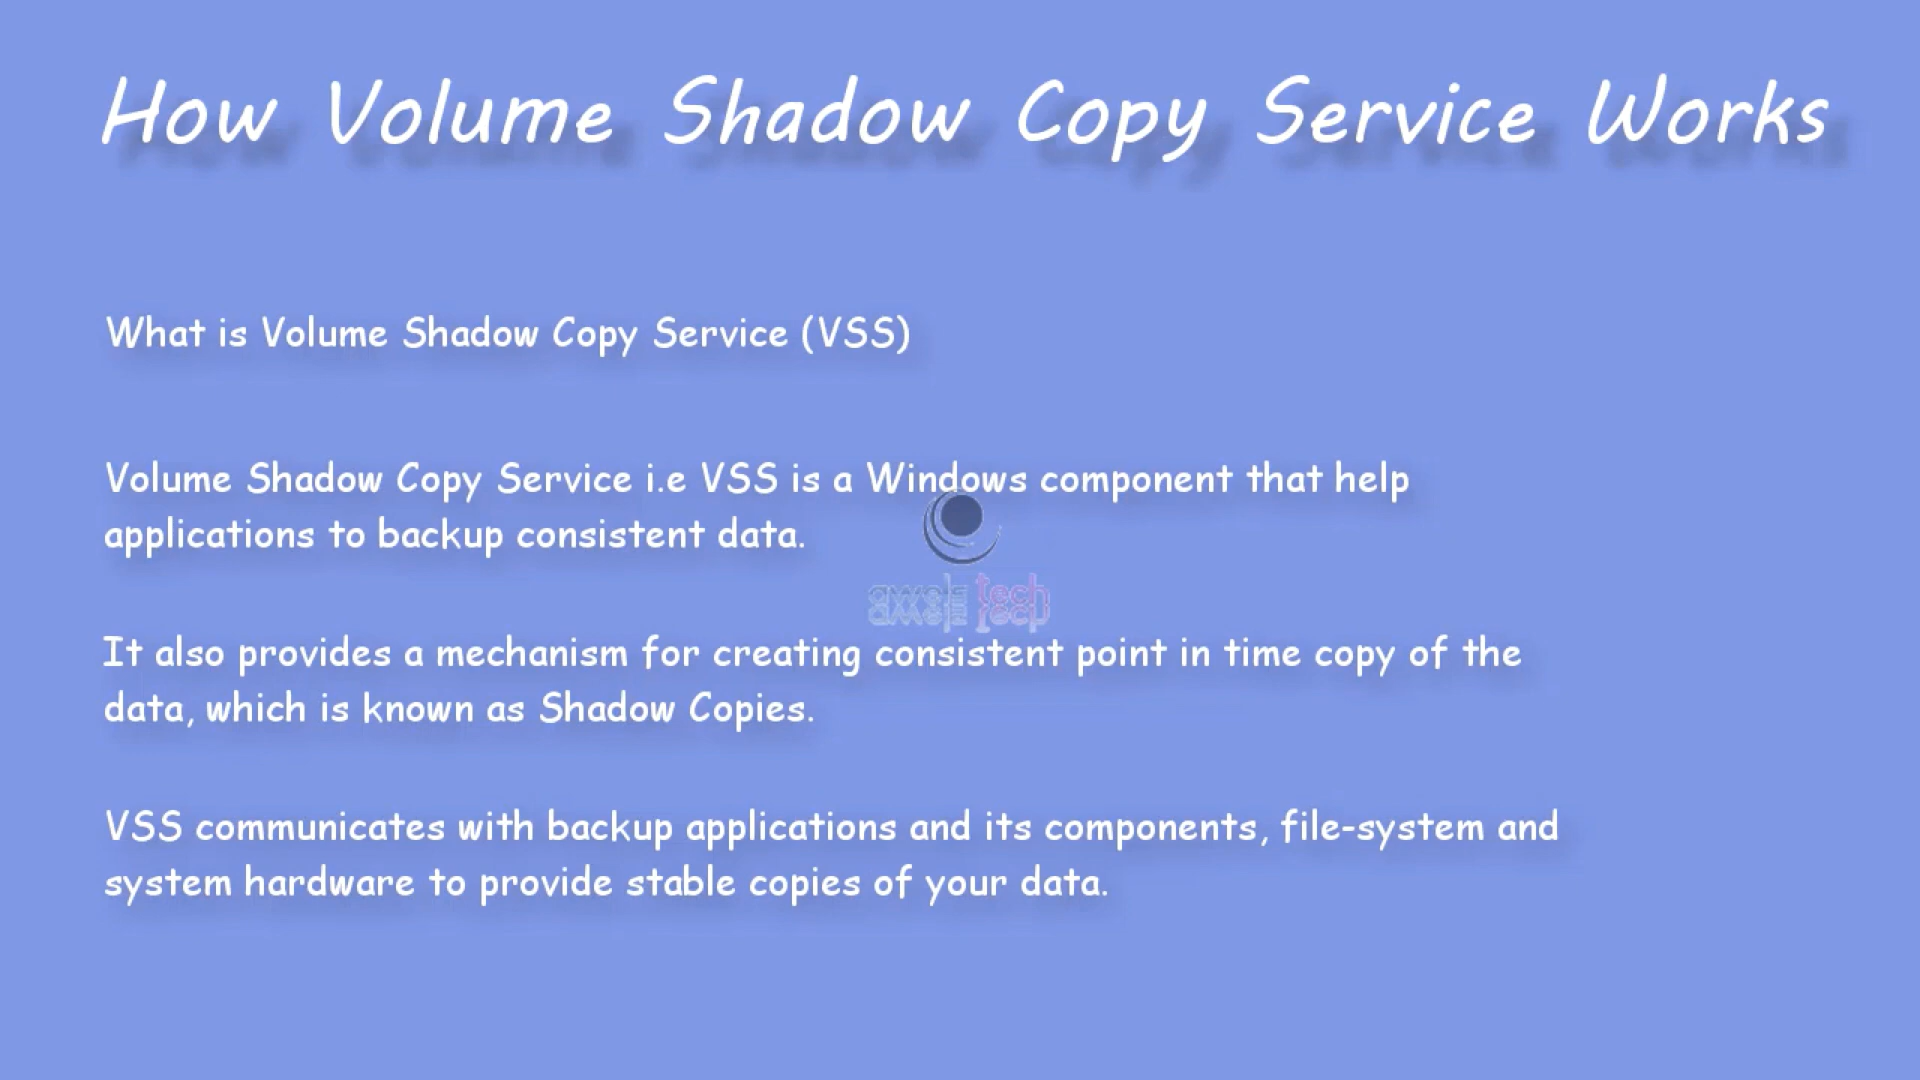 How Volume Shadow Copy Service Works
What is Volume Shadow Copy Service (VSS)
Volume Shadow Copy Service i.e VSS is a Windows component that help
applications to backup consistent data.
tech
It also provides a mechanism for creating consistent point in time copy of the
data, which is known as Shadow Copies.
VSS communicates with backup applications and its components, file-system and
system hardware to provide stable copies of your data.